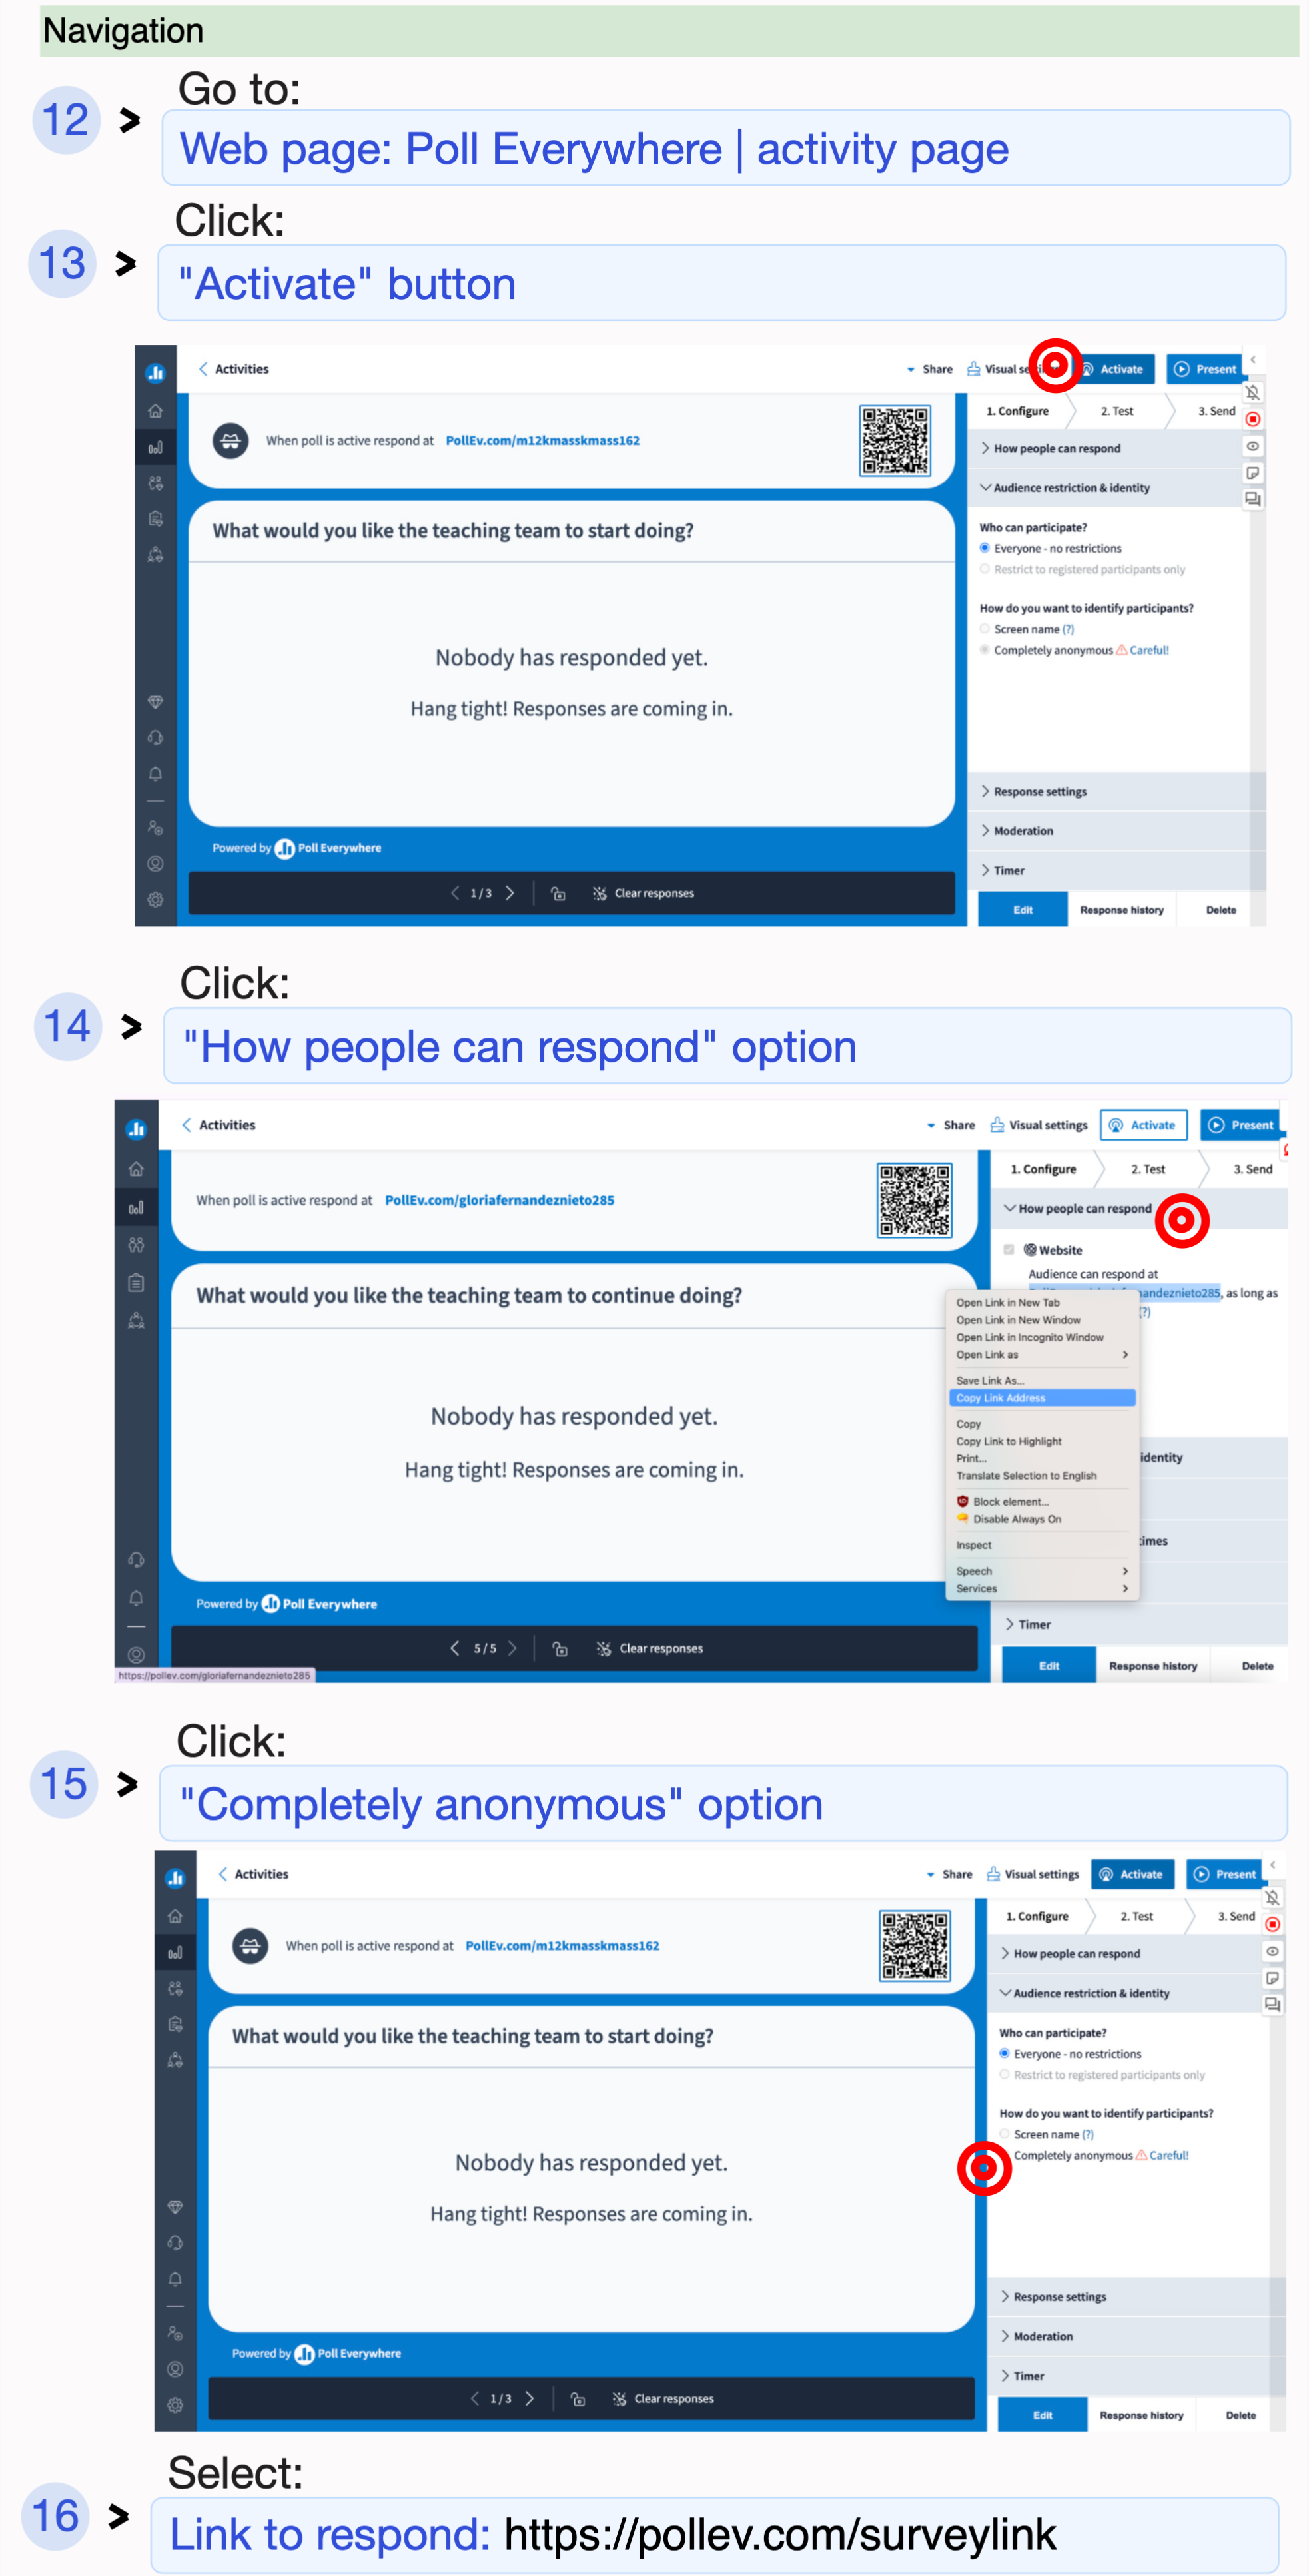 Navigation
12 > Go to:
Web page: Poll Everywhere | activity page
13 > Click:
"Activate" button
Activities
Share
Activate
Present
When poll is active respond at PollEv.com/m12kmasskmass162
1. Configure
2. Test
3. Send
How people can respond
Audience restriction & identity
What would you like the teaching team to start doing?
Who can participate?
Everyone - no restrictions
Restrict to registered participants only
How do you want to identify participants?
Screen name (?)
Completely anonymous Careful!
Nobody has responded yet.
Hang tight! Responses are coming in.
Response settings
Moderation
Timer
Powered by Poll Everywhere
< 1/3 > Clear responses
Edit
Response history
Delete
14 > Click:
"How people can respond" option
Activities
Share
Visual settings
Activate
Present
When poll is active respond at PollEv.com/gloriafernandeznieto285
1. Configure
2. Test
3. Send
How people can respond
Website
Audience can respond at
andeznieto285, as long as
(?)
What would you like the teaching team to continue doing?
Open Link in New Tab
Open Link in New Window
Open Link in Incognito Window
Open Link as
Save Link As...
Copy Link Address
Copy
Copy Link to Highlight
Print...
Translate Selection to English
Block element...
Disable Always On
Inspect
Speech
Services
identity
times
Timer
Nobody has responded yet.
Hang tight! Responses are coming in.
Powered by Poll Everywhere
< 5/5 > Clear responses
Edit
Response history
Delete
https://pollev.com/gloriafernandeznieto285
15 > Click:
"Completely anonymous" option
Activities
Share
Visual settings
Activate
Present
When poll is active respond at PollEv.com/m12kmasskmass162
1. Configure
2. Test
3. Send
How people can respond
Audience restriction & identity
What would you like the teaching team to start doing?
Who can participate?
Everyone - no restrictions
Restrict to registered participants only
How do you want to identify participants?
Screen name (?)
Completely anonymous Careful!
Nobody has responded yet.
Hang tight! Responses are coming in.
Response settings
Moderation
Timer
Powered by Poll Everywhere
< 1/3 > Clear responses
Edit
Response history
Delete
16 > Select:
Link to respond: https://pollev.com/surveylink